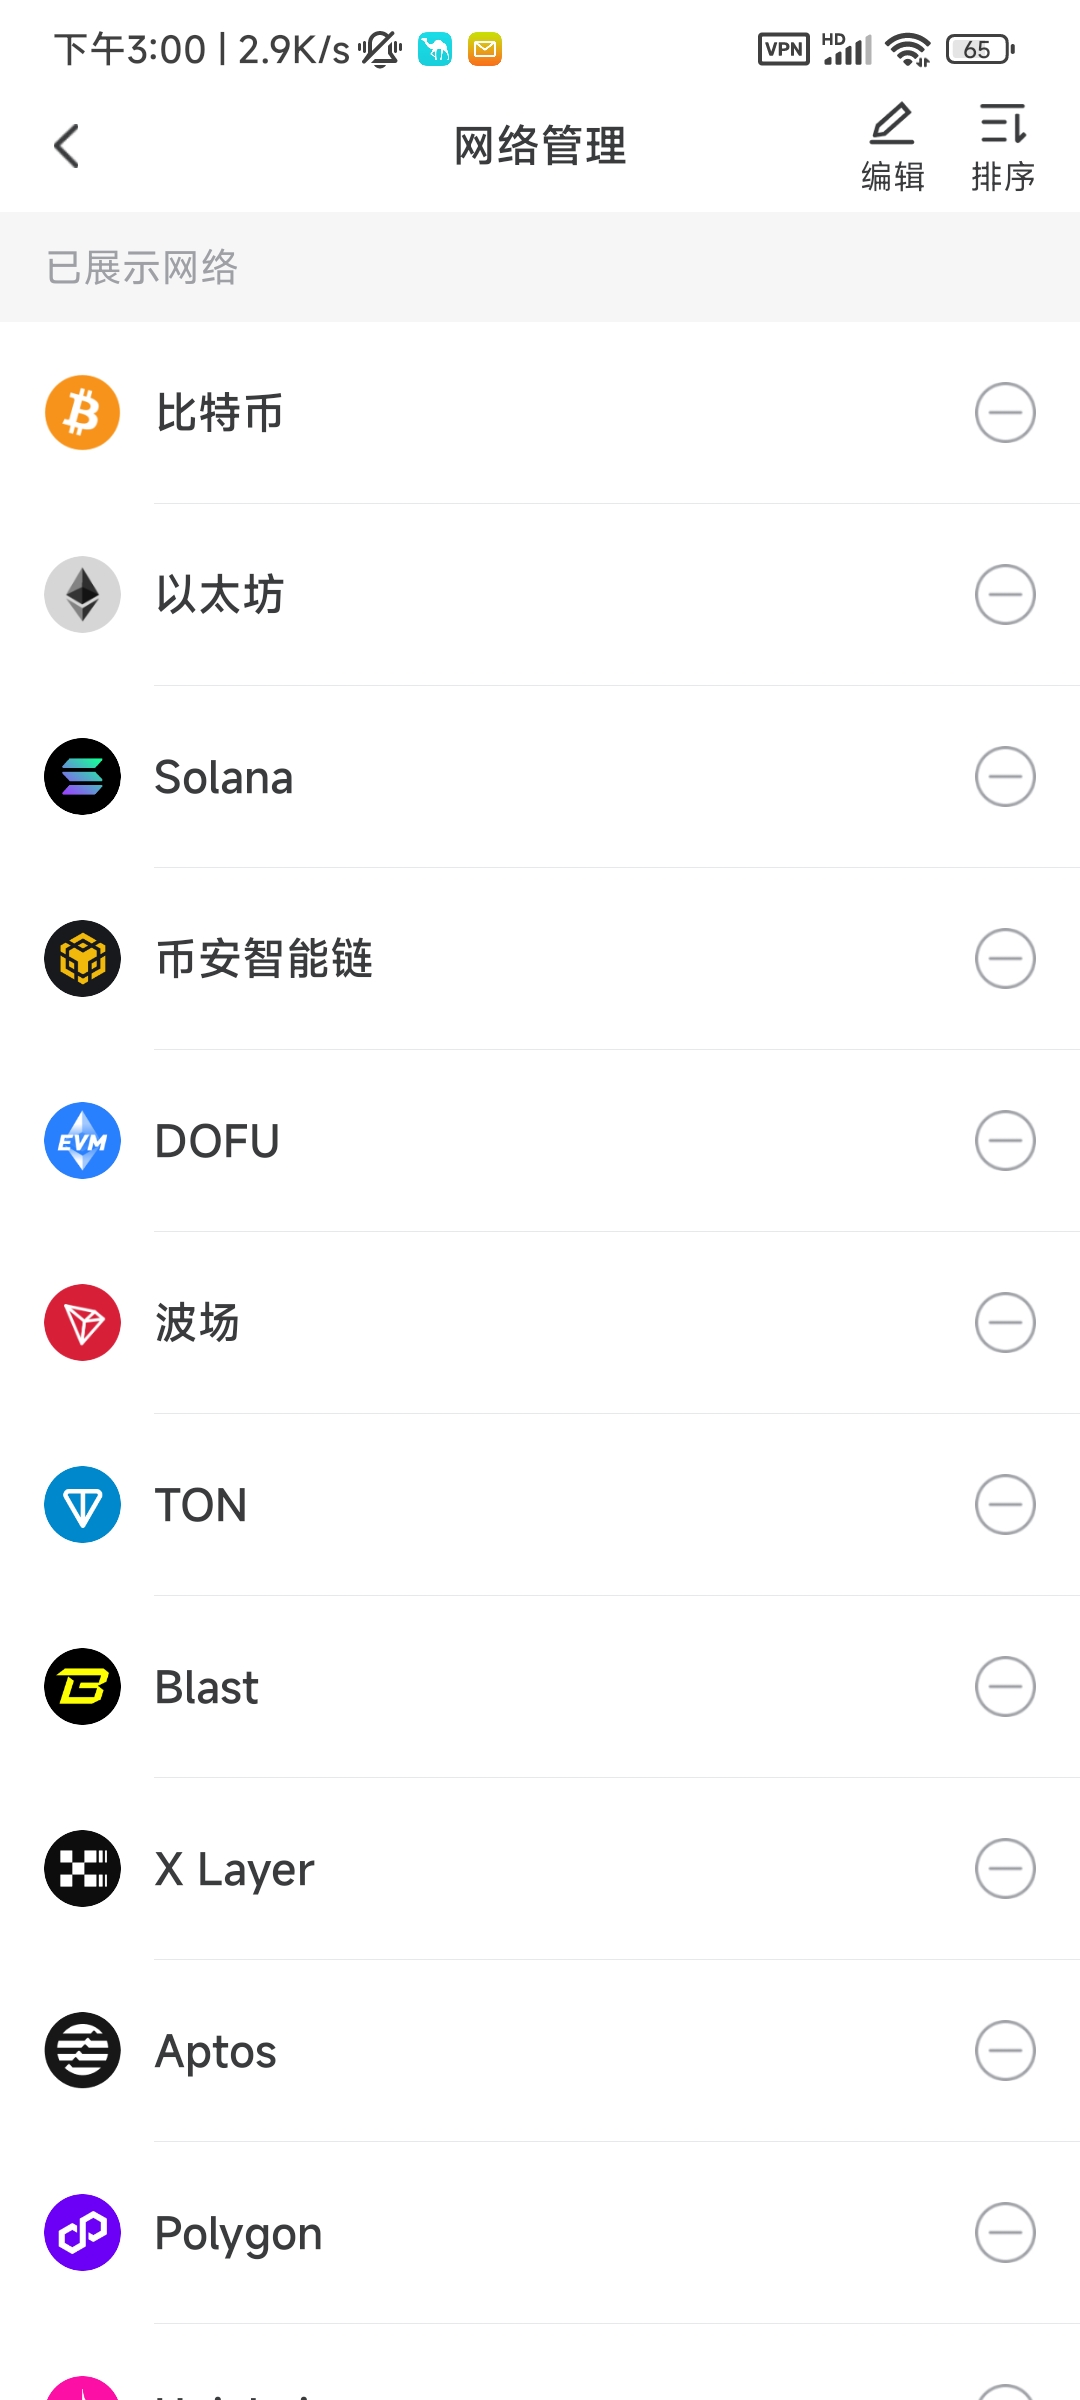 下午3:00 | 2.9K/s
VPN HD 65
网络管理
编辑 排序
已展示网络
比特币
以太坊
Solana
币安智能链
EVM DOFU
波场
TON
Blast
X Layer
Aptos
Polygon